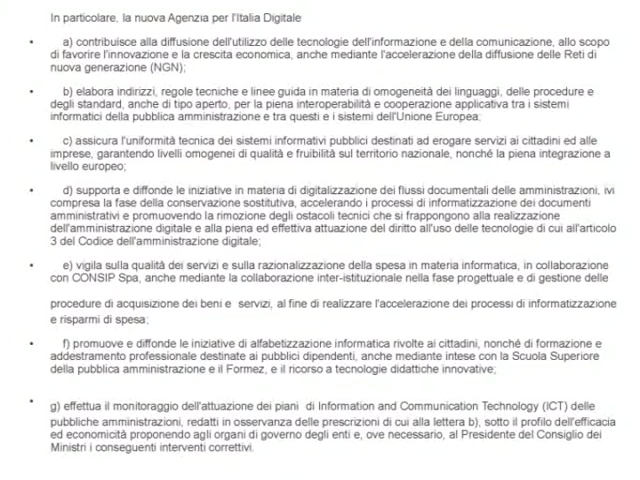 In particolare, la nuova Agenzia per l'Italia Digitale
• a) contribuisce alla diffusione dell'utilizzo delle tecnologie dell'informazione e della comunicazione, allo scopo
di favorire l'innovazione e la crescita economica, anche mediante l'accelerazione della diffusione delle Reti di
nuova generazione (NGN);
• b) elabora indirizzi, regole tecniche e linee guida in materia di omogeneità dei linguaggi, delle procedure e
degli standard, anche di tipo aperto, per la piena interoperabilità e cooperazione applicativa tra i sistemi
informatici della pubblica amministrazione e tra questi e i sistemi dell'Unione Europea;
• c) assicura l'uniformità tecnica dei sistemi informativi pubblici destinati ad erogare servizi ai cittadini ed alle
imprese, garantendo livelli omogenei di qualità e fruibilità sul territorio nazionale, nonché la piena integrazione a
livello europeo;
• d) supporta e diffonde le iniziative in materia di digitalizzazione dei flussi documentali delle amministrazioni, ivi
compresa la fase della conservazione sostitutiva, accelerando i processi di informatizzazione dei documenti
amministrativi e promuovendo la rimozione degli ostacoli tecnici che si frappongono alla realizzazione
dell'amministrazione digitale e alla piena ed effettiva attuazione del diritto all'uso delle tecnologie di cui all'articolo
3 del Codice dell'amministrazione digitale;
• e) vigila sulla qualità dei servizi e sulla razionalizzazione della spesa in materia informatica, in collaborazione
con CONSIP Spa, anche mediante la collaborazione inter-istituzionale nella fase progettuale e di gestione delle
procedure di acquisizione dei beni e servizi, al fine di realizzare l'accelerazione dei processi di informatizzazione
e risparmi di spesa;
• f) promuove e diffonde le iniziative di alfabetizzazione informatica rivolte ai cittadini, nonché di formazione e
addestramento professionale destinate ai pubblici dipendenti, anche mediante intese con la Scuola Superiore
della pubblica amministrazione e il Formez, e il ricorso a tecnologie didattiche innovative;
• g) effettua il monitoraggio dell'attuazione dei piani di Information and Communication Technology (ICT) delle
pubbliche amministrazioni, redatti in osservanza delle prescrizioni di cui alla lettera b), sotto il profilo dell'efficacia
ed economicità proponendo agli organi di governo degli enti e, ove necessario, al Presidente del Consiglio dei
Ministri i conseguenti interventi correttivi.